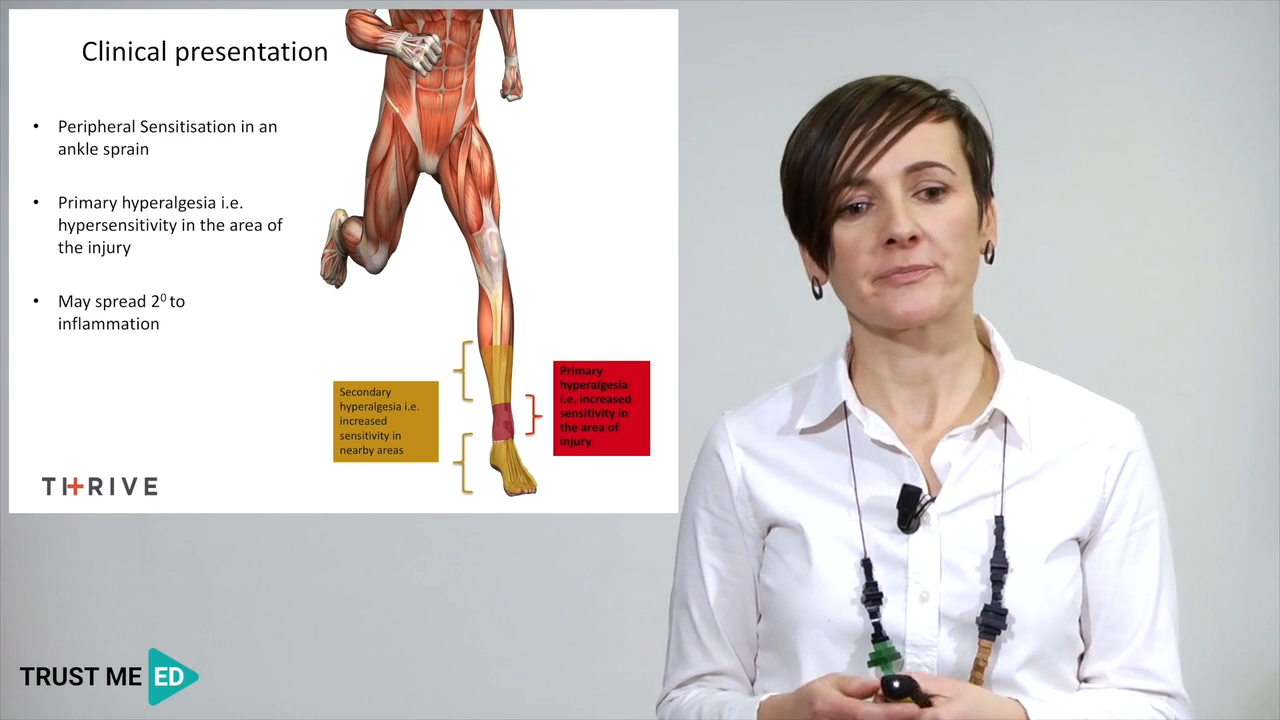 Clinical presentation
• Peripheral Sensitisation in an
ankle sprain
• Primary hyperalgesia i.e.
hypersensitivity in the area of
the injury
• May spread 2⁰ to
inflammation
Secondary
hyperalgesia i.e.
increased
sensitivity in
nearby areas
Primary
hyperalgesia
i.e. increased
sensitivity in
the area of
injury
THRIVE
TRUST ME ED